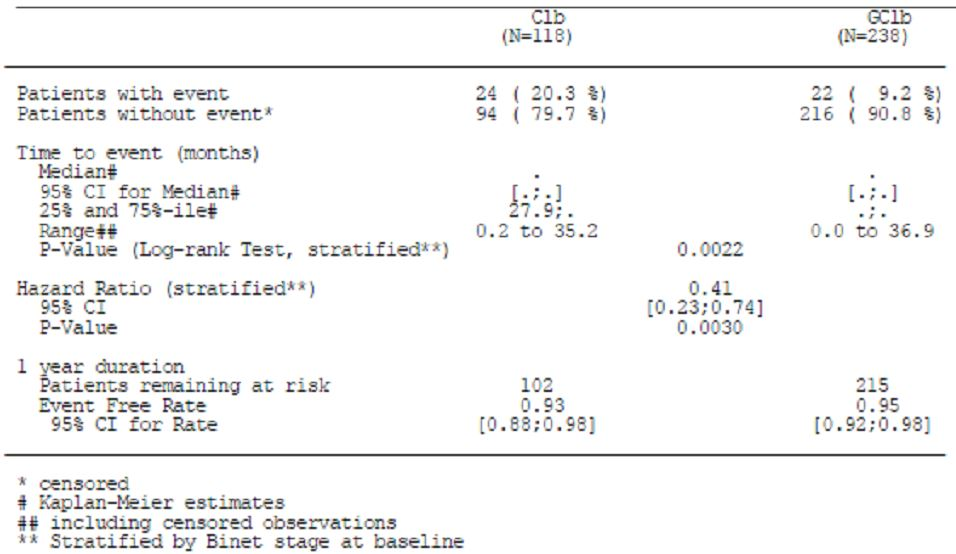 Clb GClb
(N=118) (N=238)
Patients with event 24 ( 20.3 %) 22 ( 9.2 %)
Patients without event* 94 ( 79.7 %) 216 ( 90.8 %)
Time to event (months)
Median# . .
95% CI for Median# [.;.] [.;.]
25% and 75%-ile# 27.9;. .;.
Range## 0.2 to 35.2 0.0 to 36.9
P-Value (Log-rank Test, stratified**) 0.0022
Hazard Ratio (stratified**) 0.41
95% CI [0.23;0.74]
P-Value 0.0030
1 year duration
Patients remaining at risk 102 215
Event Free Rate 0.93 0.95
95% CI for Rate [0.88;0.98] [0.92;0.98]
* censored
# Kaplan-Meier estimates
## including censored observations
** Stratified by Binet stage at baseline